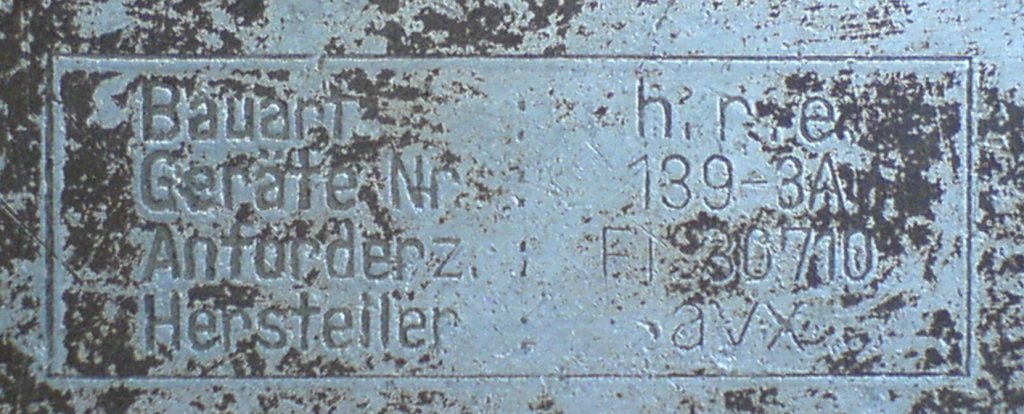 Bauart : h.n.e.
Geräte Nr. : 139-3A
Anforderz. : Fl 30710
Hersteller : avx